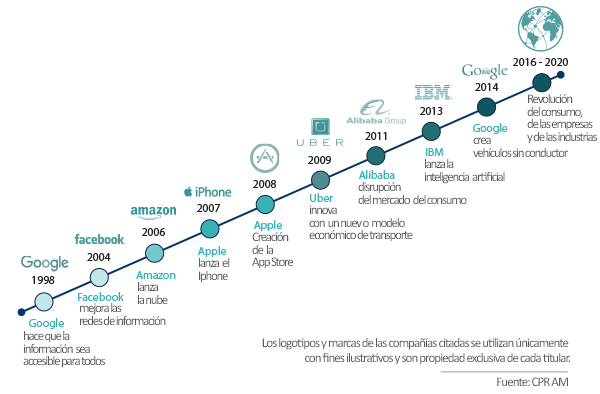 Google
1998
Google
hace que la
información sea
accesible para todos
facebook
2004
Facebook
mejora las
redes de información
amazon
2006
Amazon
lanza
la nube
iPhone
2007
Apple
lanza el
Iphone
2008
Apple
Creación
de la
App Store
UBER
2009
Uber
innova
con un nuevo modelo
económico de transporte
Alibaba Group
2011
Alibaba
disrupción
del mercado del consumo
IBM
2013
IBM
lanza la
inteligencia artificial
Google
2014
Google
crea
vehículos sin conductor
2016 - 2020
Revolución
del consumo,
de las empresas
y de las industrias
Los logotipos y marcas de las compañías citadas se utilizan únicamente
con fines ilustrativos y son propiedad exclusiva de cada titular.
Fuente: CPR AM